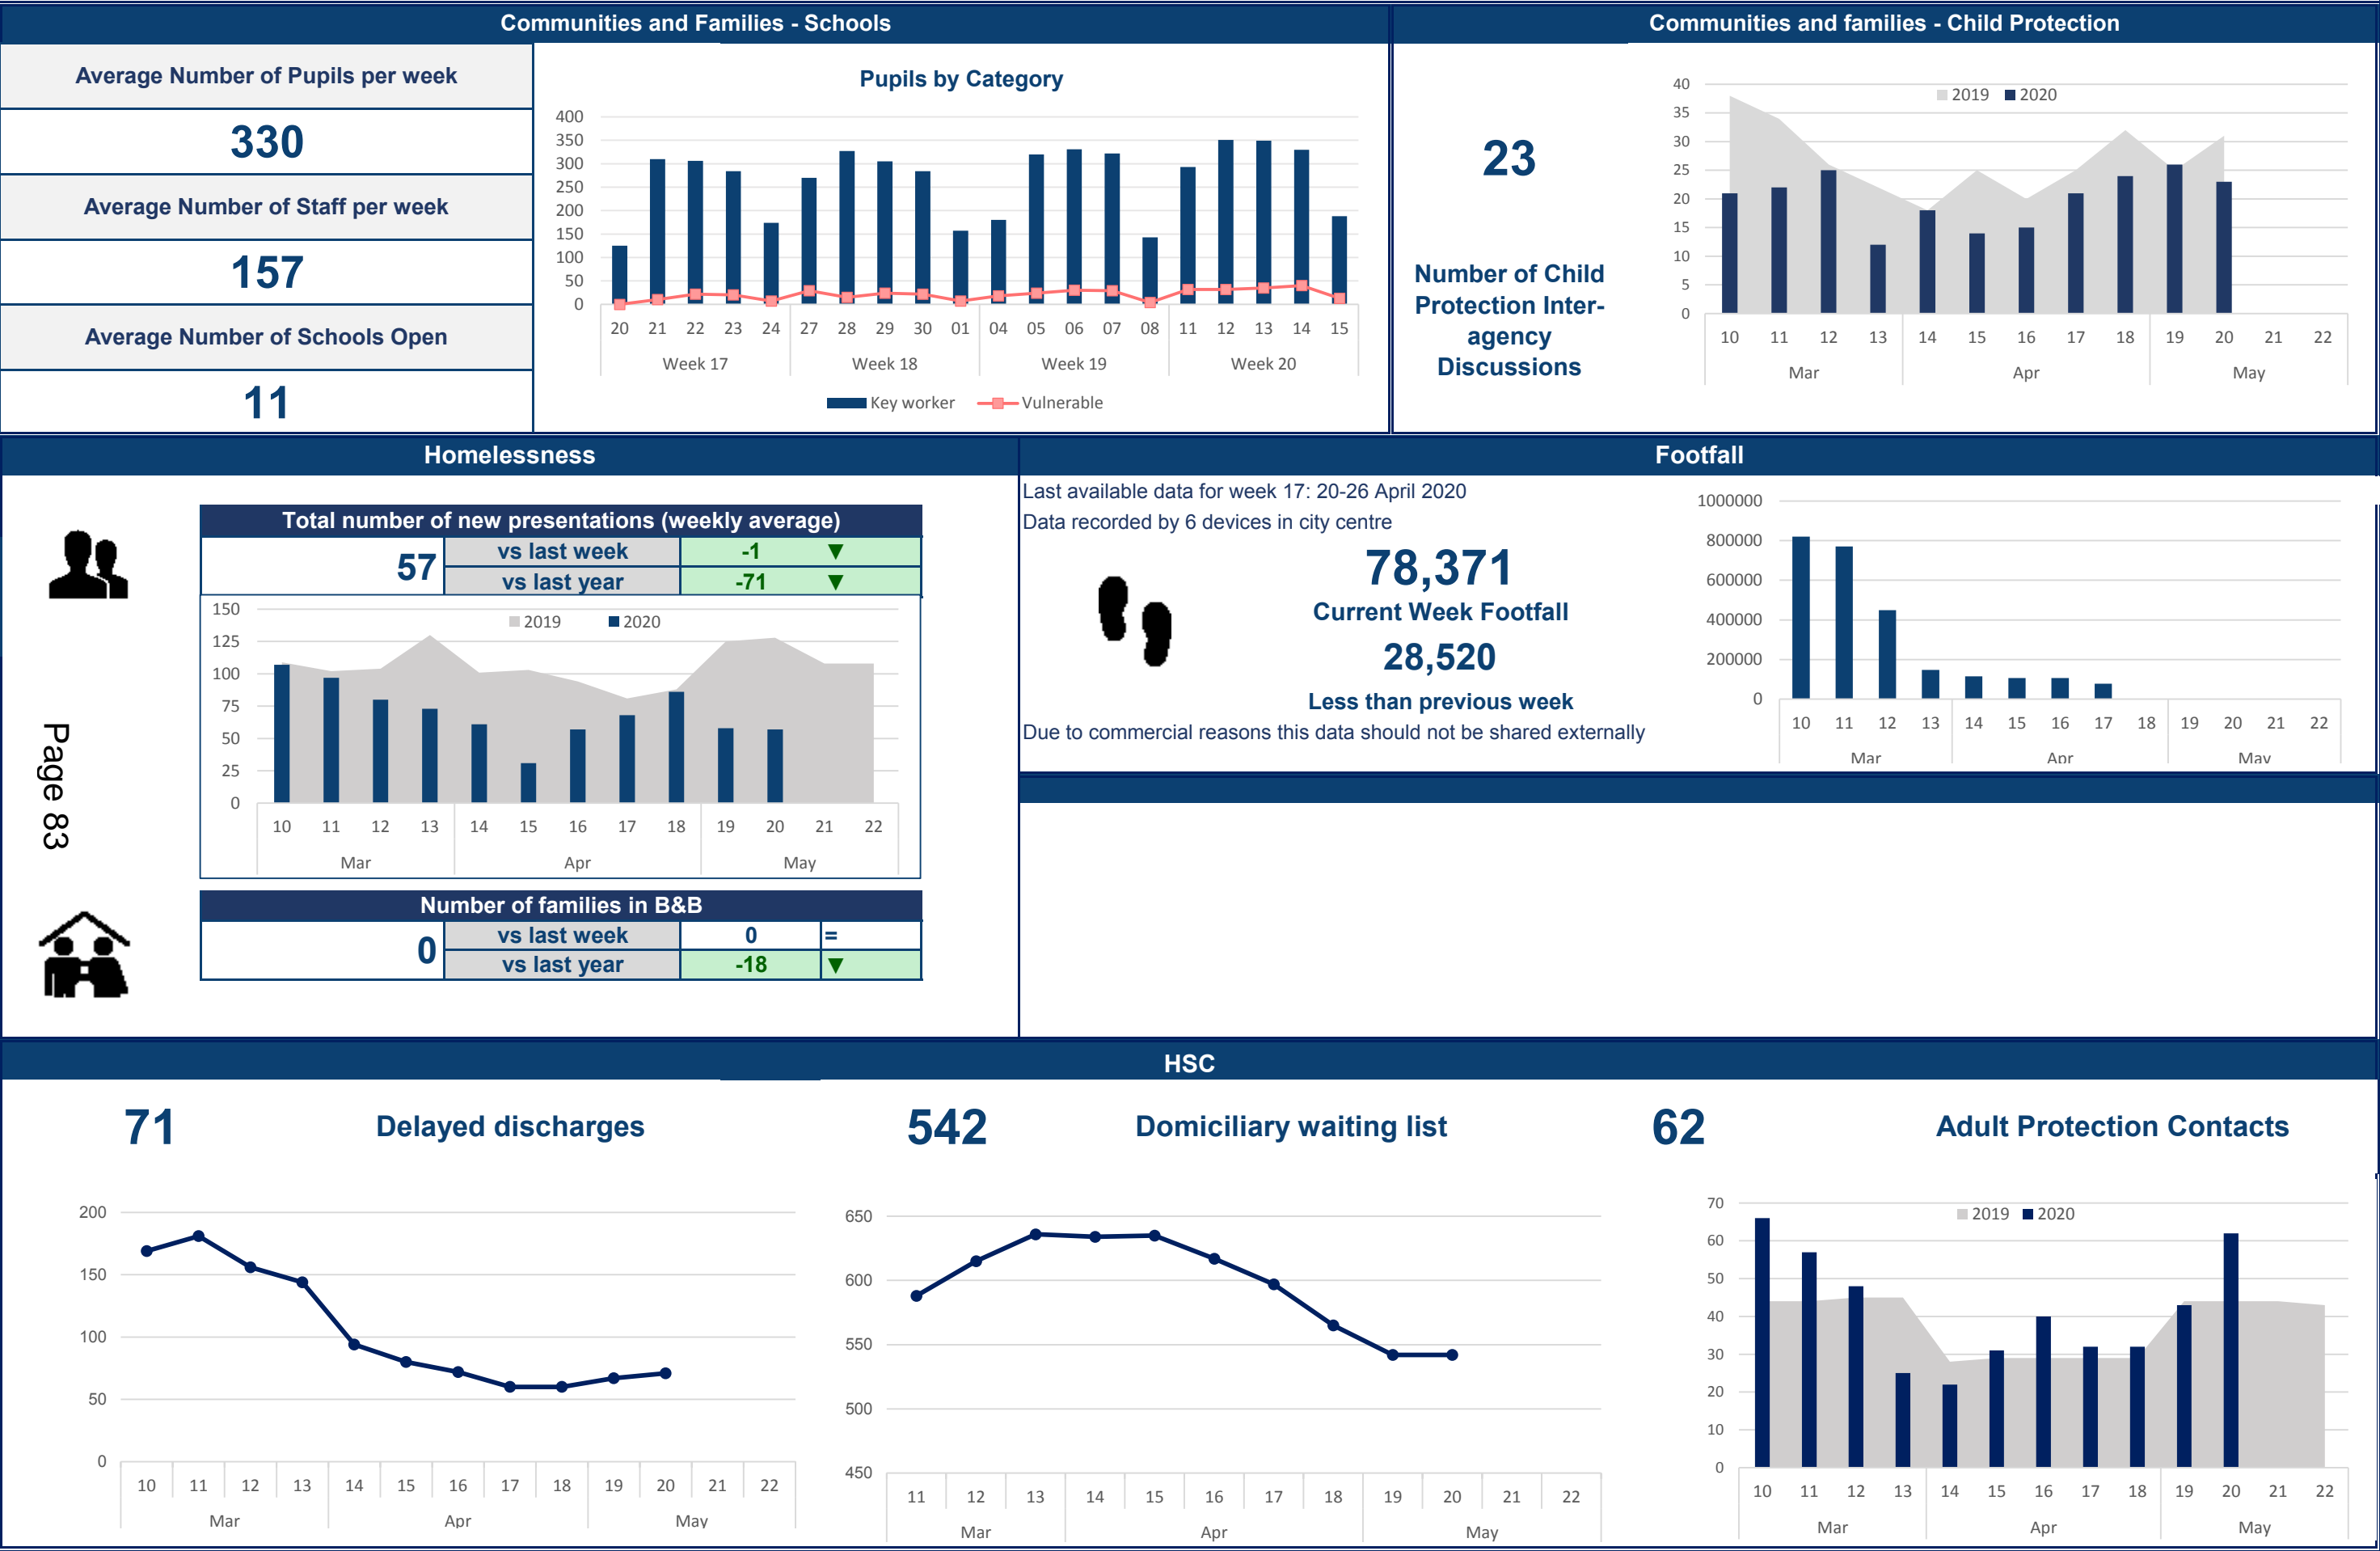 Communities and Families - Schools
Average Number of Pupils per week
330
Average Number of Staff per week
157
Average Number of Schools Open
11
Pupils by Category
400
350
300
250
200
150
100
50
0
20 21 22 23 24 27 28 29 30 01 04 05 06 07 08 11 12 13 14 15
Week 17 Week 18 Week 19 Week 20
Key worker Vulnerable
Communities and families - Child Protection
23
Number of Child
Protection Inter-
agency
Discussions
2019 2020
40
35
30
25
20
15
10
5
0
10 11 12 13 14 15 16 17 18 19 20 21 22
Mar Apr May
Homelessness
Total number of new presentations (weekly average)
57
vs last week -1 ▼
vs last year -71 ▼
2019 2020
150
125
100
75
50
25
0
10 11 12 13 14 15 16 17 18 19 20 21 22
Mar Apr May
Number of families in B&B
0
vs last week 0 =
vs last year -18 ▼
Page 83
Footfall
Last available data for week 17: 20-26 April 2020
Data recorded by 6 devices in city centre
78,371
Current Week Footfall
28,520
Less than previous week
Due to commercial reasons this data should not be shared externally
1000000
800000
600000
400000
200000
0
10 11 12 13 14 15 16 17 18 19 20 21 22
Mar Apr May
HSC
71 Delayed discharges
200
150
100
50
0
10 11 12 13 14 15 16 17 18 19 20 21 22
Mar Apr May
542 Domiciliary waiting list
650
600
550
500
450
11 12 13 14 15 16 17 18 19 20 21 22
Mar Apr May
62 Adult Protection Contacts
2019 2020
70
60
50
40
30
20
10
0
10 11 12 13 14 15 16 17 18 19 20 21 22
Mar Apr May